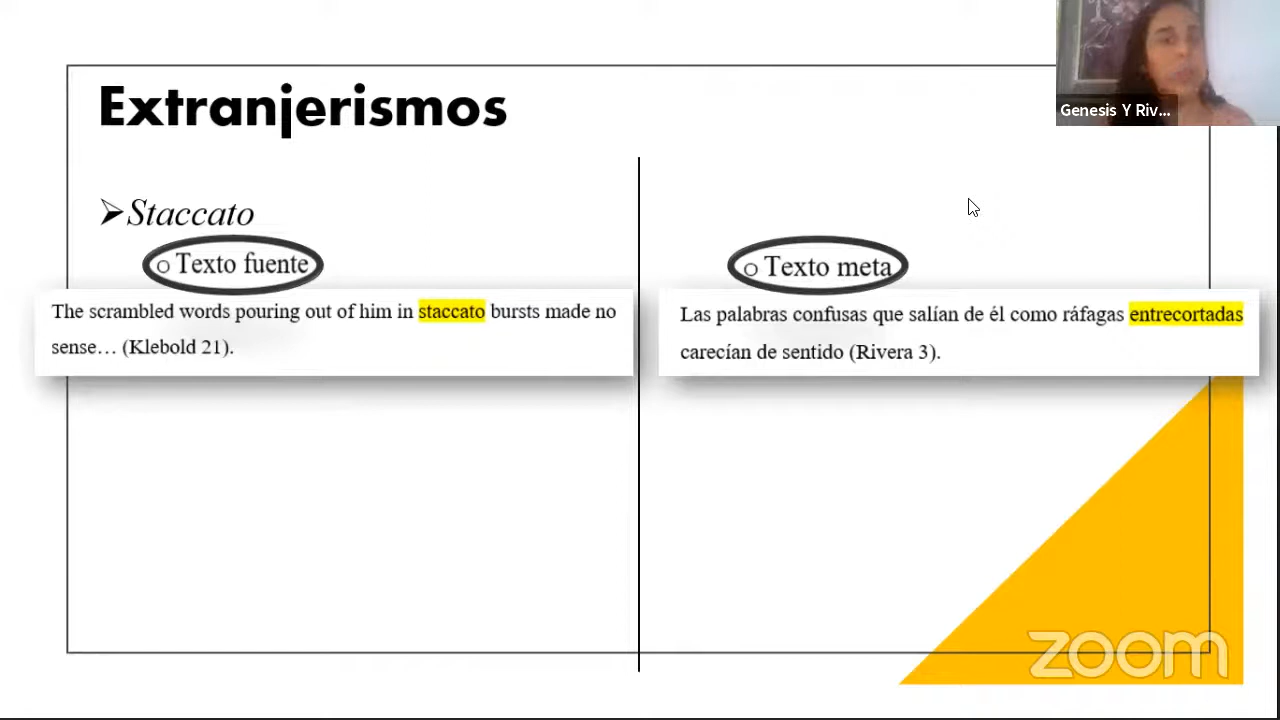 Extranjerismos
Genesis Y Riv...
➢Staccato
o Texto fuente
The scrambled words pouring out of him in staccato bursts made no
sense… (Klebold 21).
o Texto meta
Las palabras confusas que salían de él como ráfagas entrecortadas
carecían de sentido (Rivera 3).
zoom